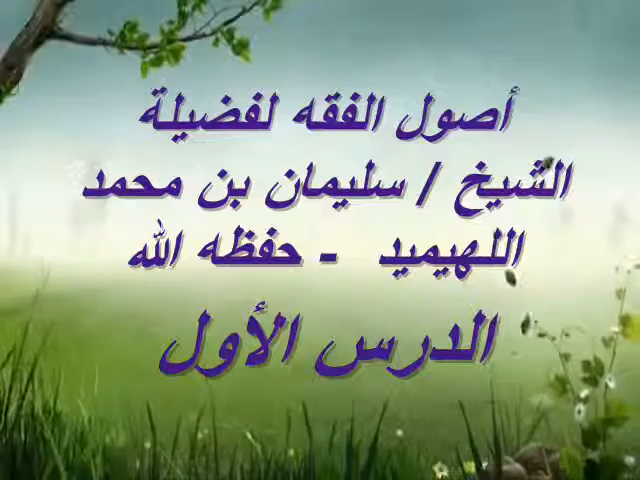 أصول الفقه لفضيلة
الشيخ / سليمان بن محمد
اللهيميد - حفظه الله
الدرس الأول